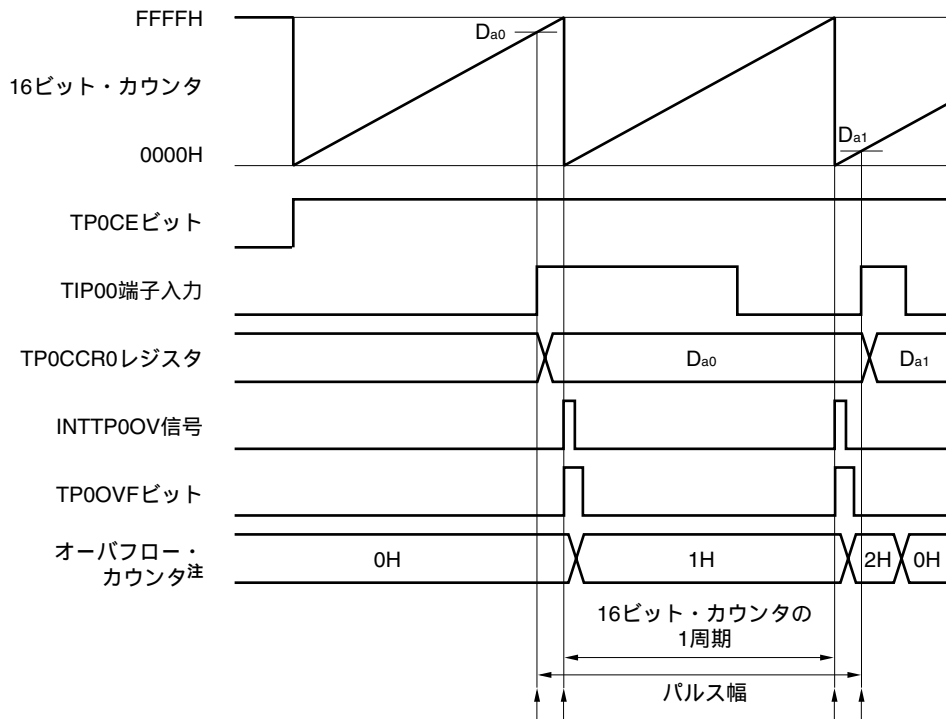 FFFFH
Da0
16ビット・カウンタ
Da1
0000H
TP0CEビット
TIP00端子入力
TP0CCR0レジスタ
Da0
Da1
INTTP0OV信号
TP0OVFビット
オーバフロー・
カウンタ注
0H
1H
2H
0H
16ビット・カウンタの
1周期
パルス幅